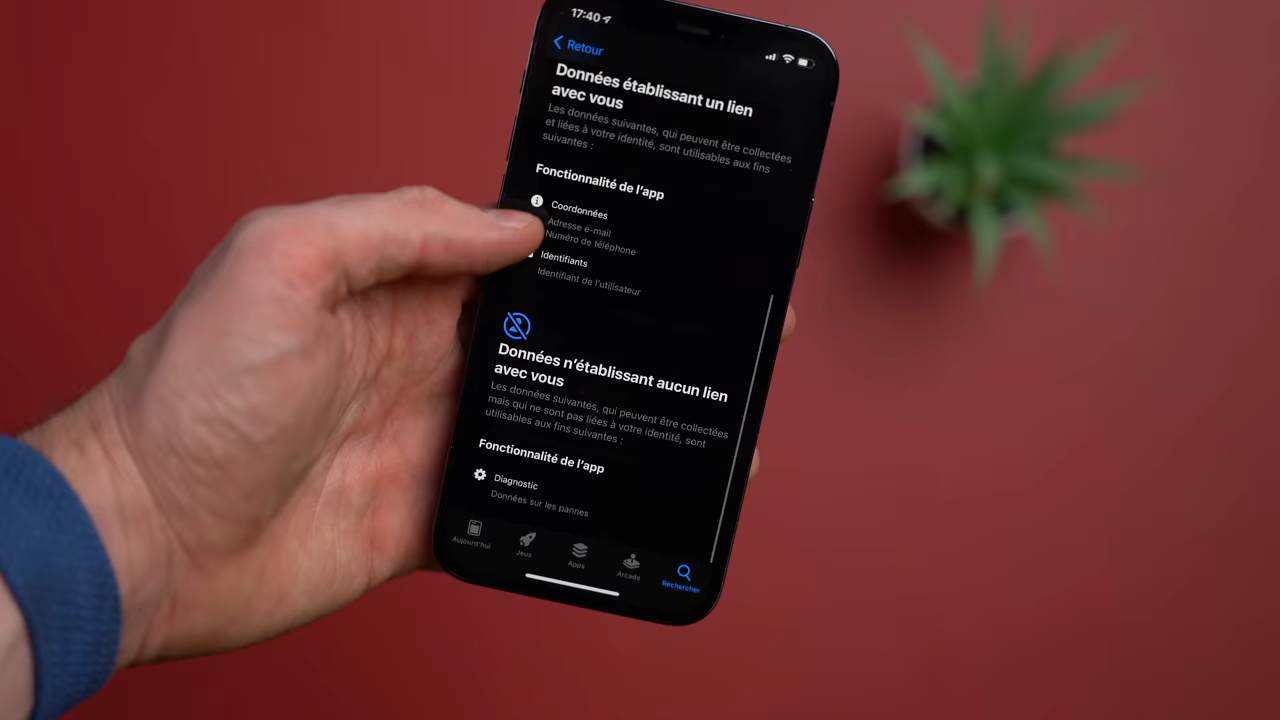 17:40
Retour
Données établissant un lien
avec vous
Les données suivantes, qui peuvent être collectées
et liées à votre identité, sont utilisables aux fins
suivantes :
Fonctionnalité de l'app
Coordonnées
Adresse e-mail
Numéro de téléphone
Identifiants
Identifiant de l'utilisateur
Données n'établissant aucun lien
avec vous
Les données suivantes, qui peuvent être collectées
mais qui ne sont pas liées à votre identité, sont
utilisables aux fins suivantes :
Fonctionnalité de l'app
Diagnostic
Données sur les pannes
Aujourd'hui
Jeux
Apps
Arcade
Rechercher